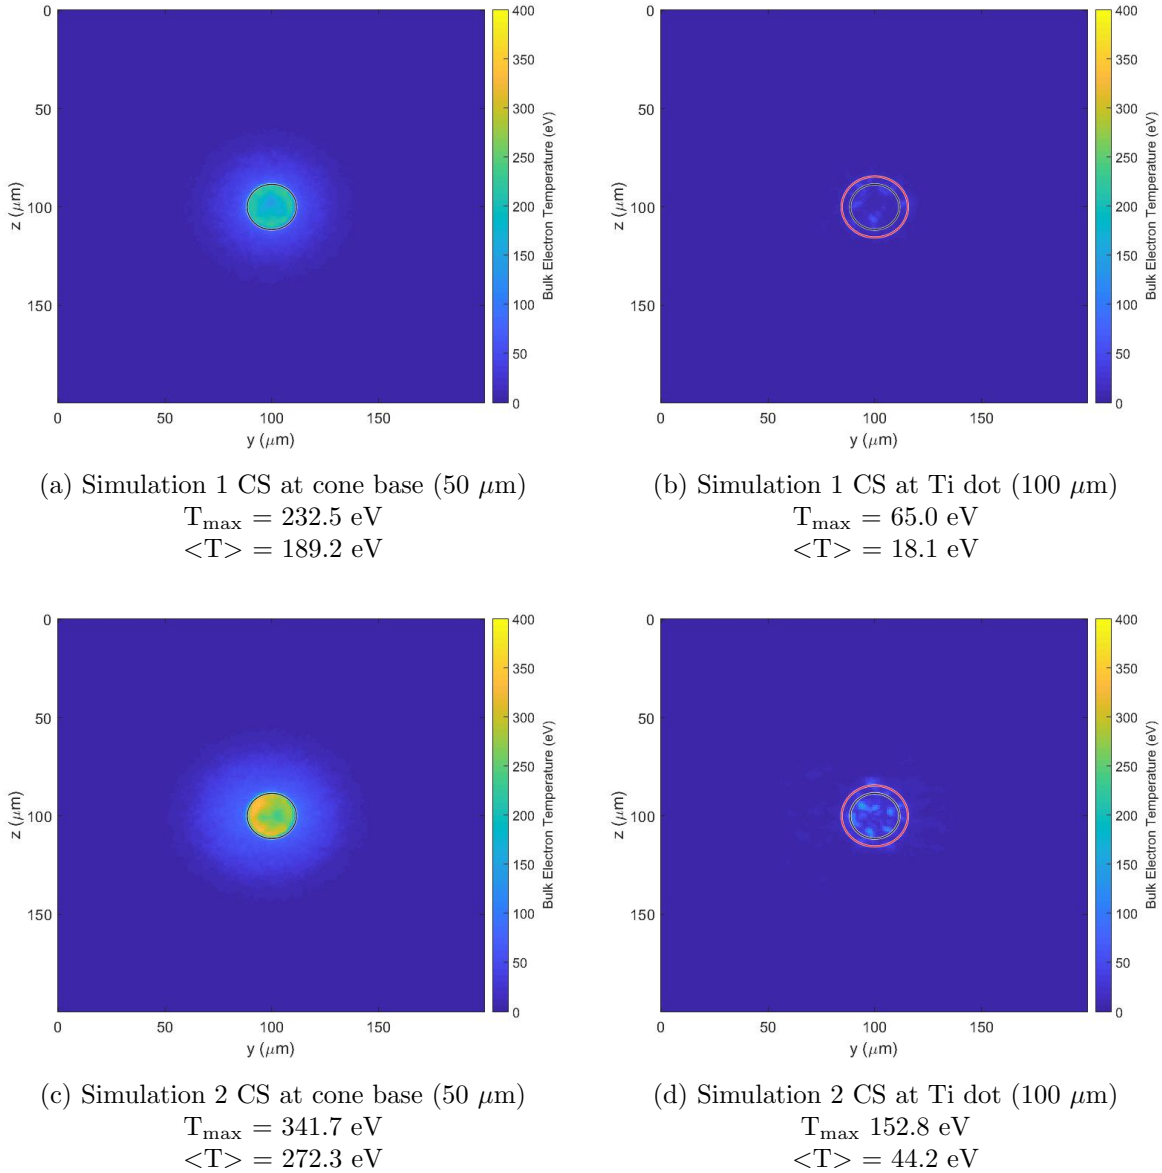 0
50
100
150
z (μm)
0
50
100
150
y (μm)
400
350
300
250
200
150
100
50
0
Bulk Electron Temperature (eV)
0
50
100
150
z (μm)
0
50
100
150
y (μm)
400
350
300
250
200
150
100
50
0
Bulk Electron Temperature (eV)
(a) Simulation 1 CS at cone base (50 μm)
T_max = 232.5 eV
<T> = 189.2 eV
(b) Simulation 1 CS at Ti dot (100 μm)
T_max = 65.0 eV
<T> = 18.1 eV
0
50
100
150
z (μm)
0
50
100
150
y (μm)
400
350
300
250
200
150
100
50
0
Bulk Electron Temperature (eV)
0
50
100
150
z (μm)
0
50
100
150
y (μm)
400
350
300
250
200
150
100
50
0
Bulk Electron Temperature (eV)
(c) Simulation 2 CS at cone base (50 μm)
T_max = 341.7 eV
<T> = 272.3 eV
(d) Simulation 2 CS at Ti dot (100 μm)
T_max 152.8 eV
<T> = 44.2 eV